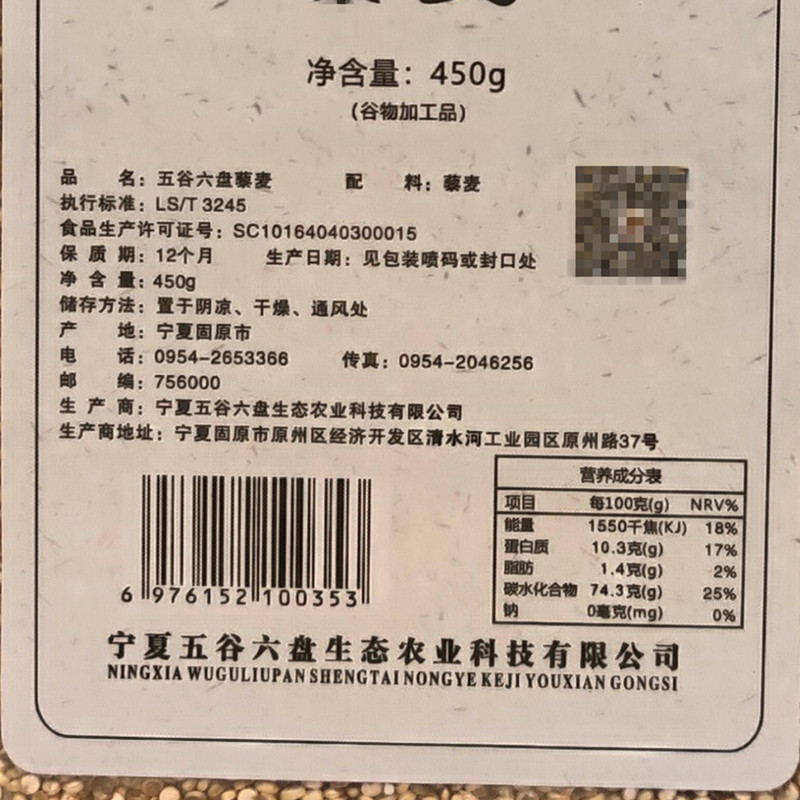 净含量：450g
（谷物加工品）
品 名：五谷六盘藜麦 配 料：藜麦
执行标准：LS/T 3245
食品生产许可证号：SC10164040300015
保 质 期：12个月 生产日期：见包装喷码或封口处
净 含 量：450g
储存方法：置于阴凉、干燥、通风处
产 地：宁夏固原市
电 话：0954-2653366 传真：0954-2046256
邮 编：756000
生 产 商：宁夏五谷六盘生态农业科技有限公司
生产商地址：宁夏固原市原州区经济开发区清水河工业园区原州路37号
营养成分表
项目 每100克(g) NRV%
能量 1550千焦(KJ) 18%
蛋白质 10.3克(g) 17%
脂肪 1.4克(g) 2%
碳水化合物 74.3克(g) 25%
钠 0毫克(mg) 0%
6 976152 100353
宁夏五谷六盘生态农业科技有限公司
NINGXIA WUGULIUPAN SHENGTAI NONGYE KEJI YOUXIAN GONGSI